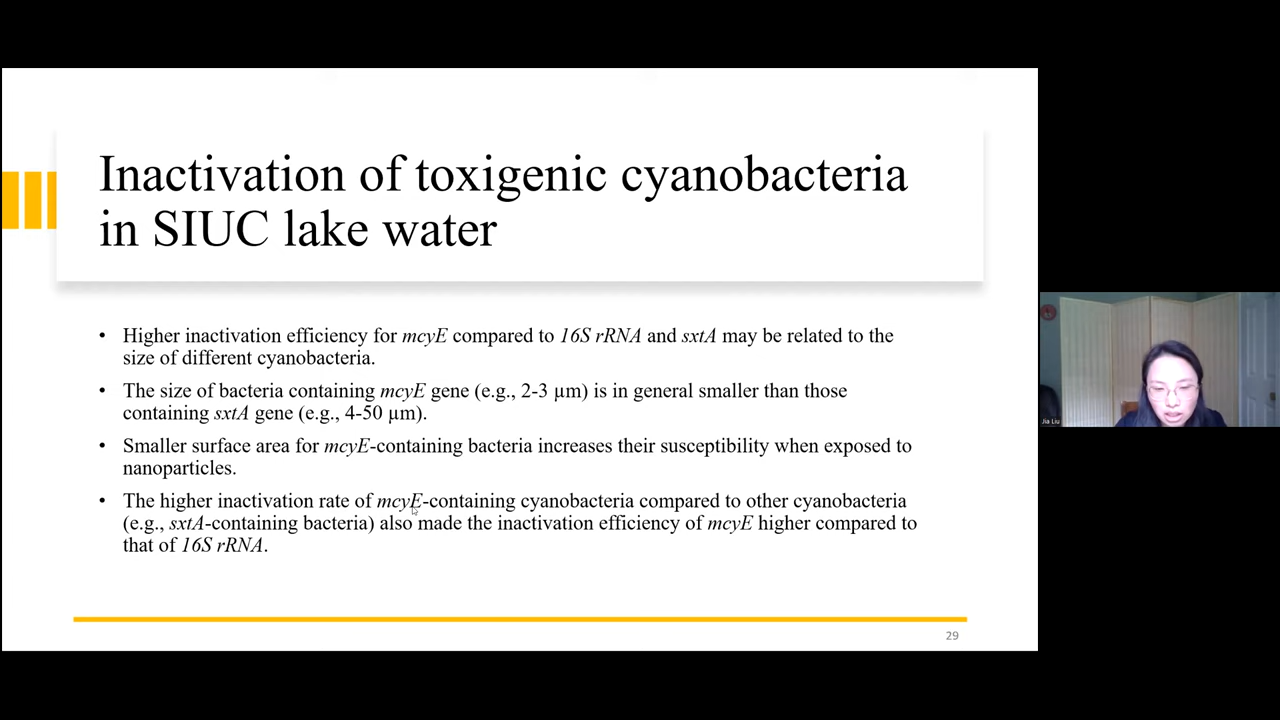 Inactivation of toxigenic cyanobacteria
in SIUC lake water
• Higher inactivation efficiency for mcyE compared to 16S rRNA and sxtA may be related to the
size of different cyanobacteria.
• The size of bacteria containing mcyE gene (e.g., 2-3 µm) is in general smaller than those
containing sxtA gene (e.g., 4-50 µm).
• Smaller surface area for mcyE-containing bacteria increases their susceptibility when exposed to
nanoparticles.
• The higher inactivation rate of mcyE-containing cyanobacteria compared to other cyanobacteria
(e.g., sxtA-containing bacteria) also made the inactivation efficiency of mcyE higher compared to
that of 16S rRNA.
29
Jia Liu